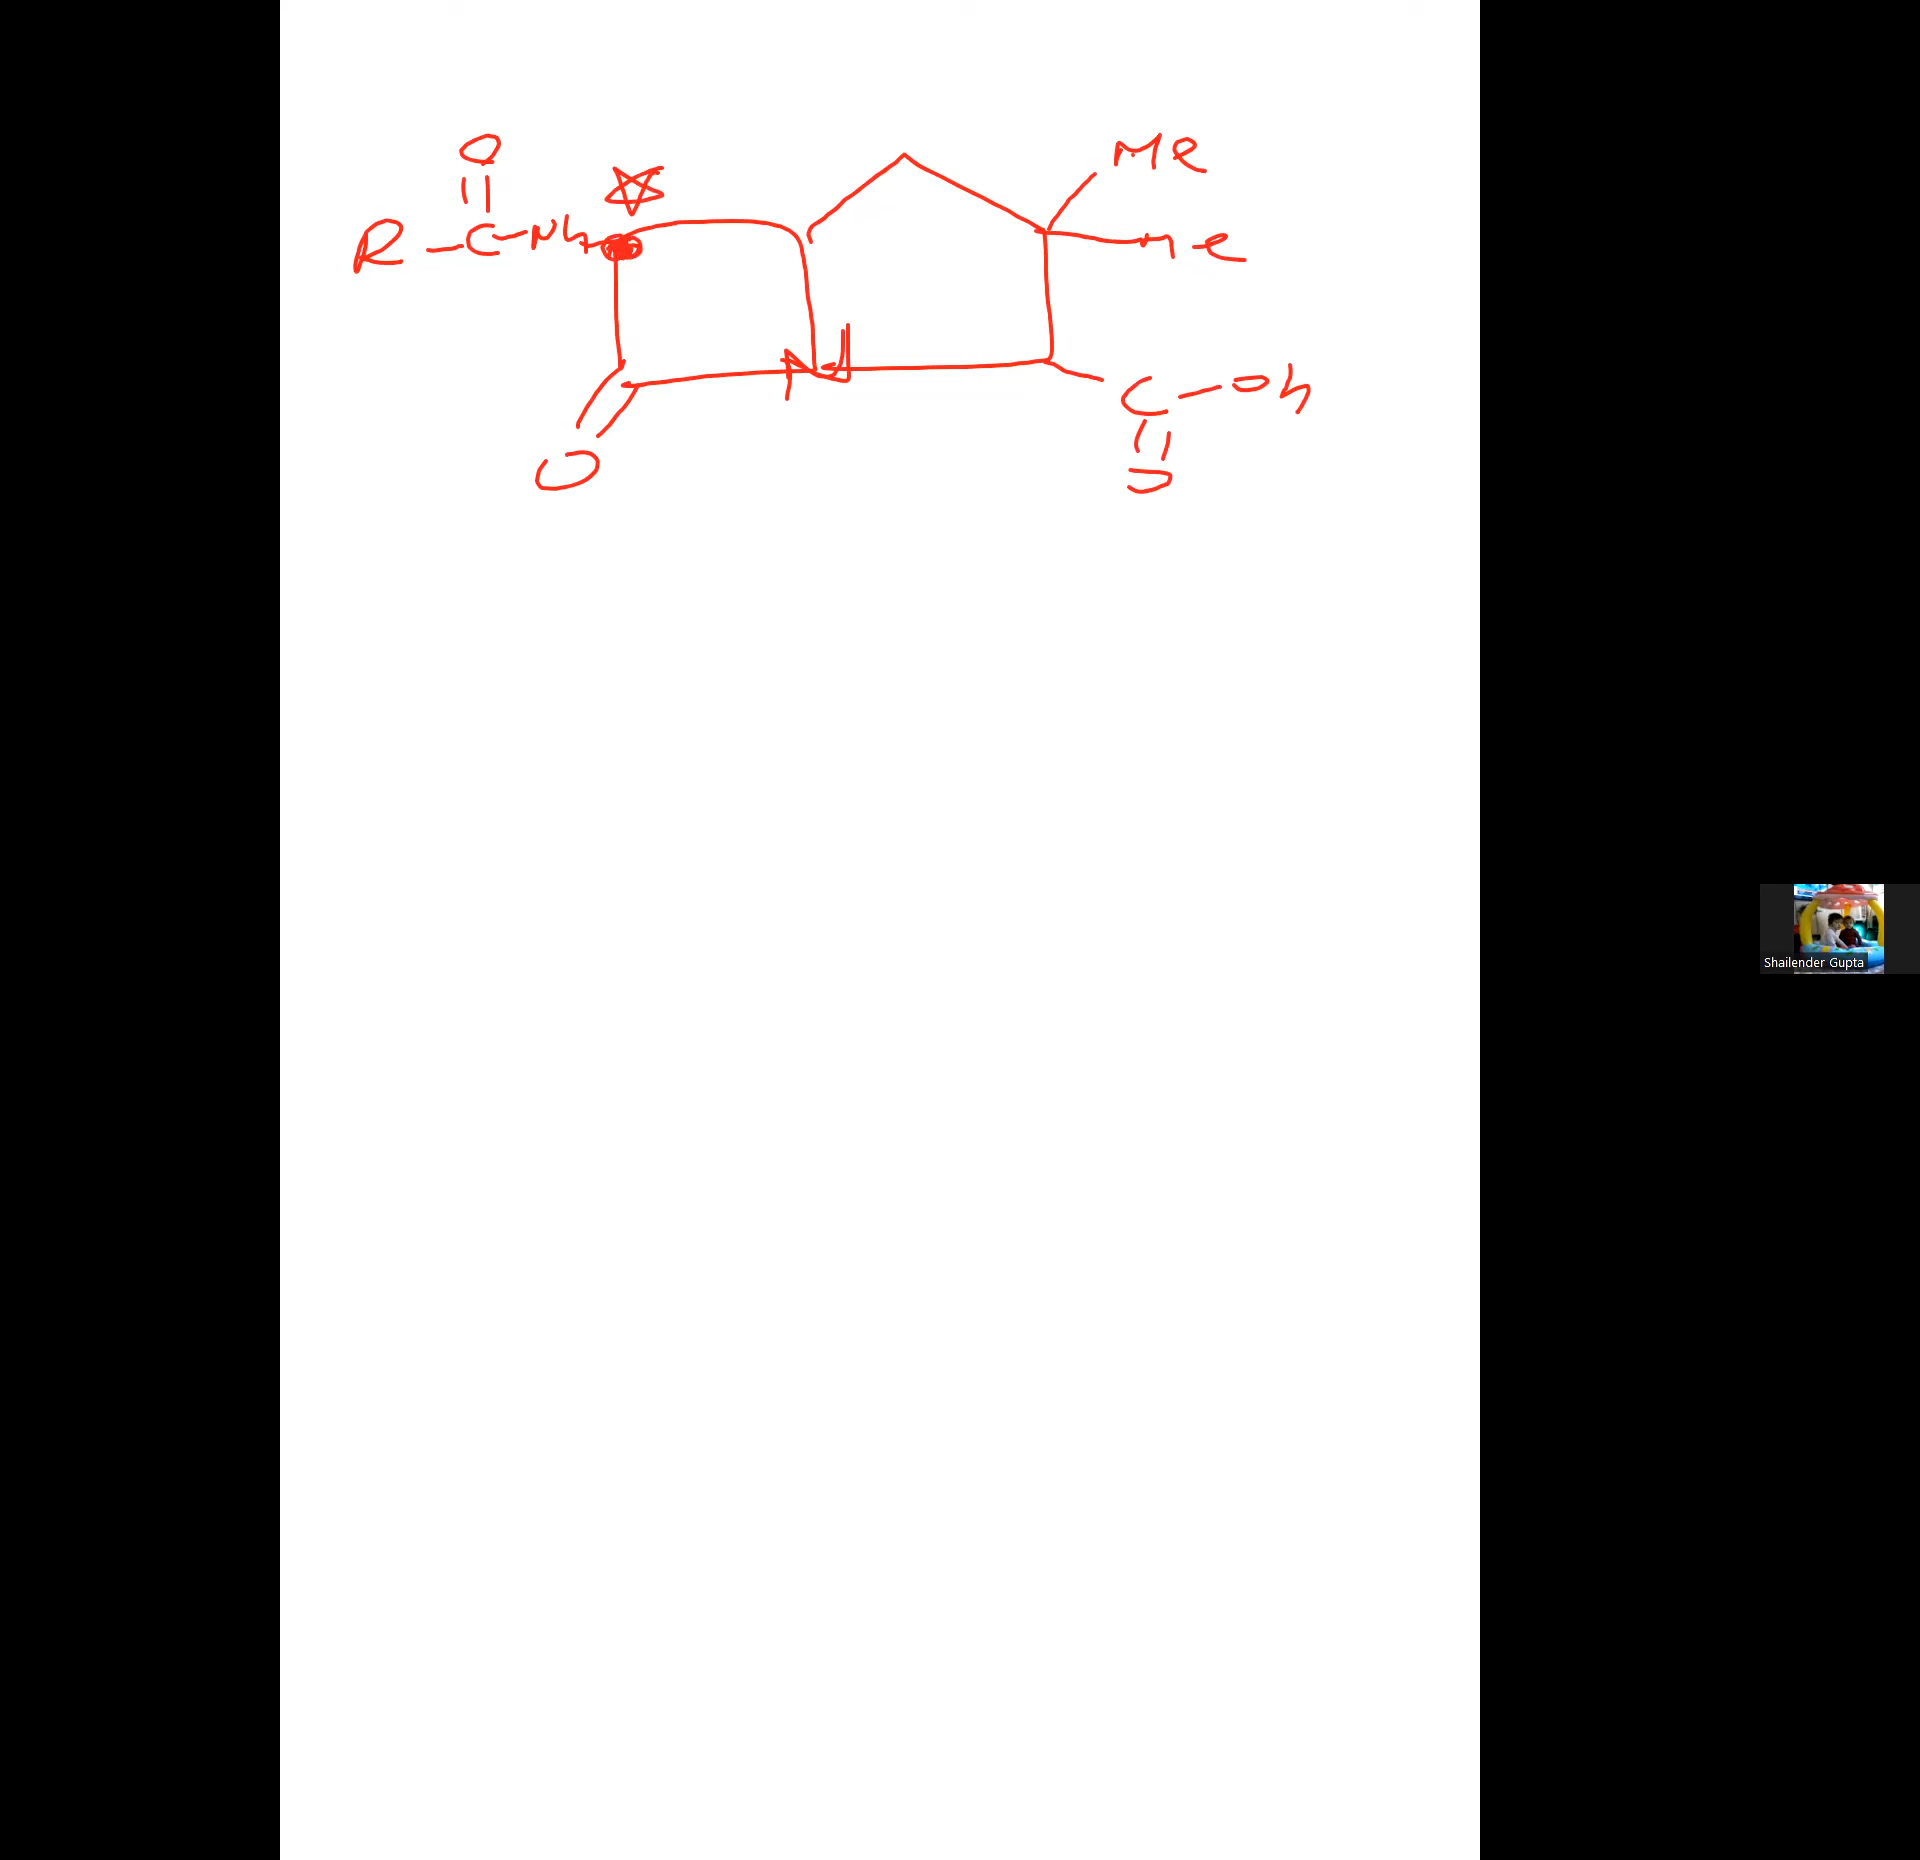 O
Me
R-C-Nh
Me
N
C-Oh
O
O
Shailender Gupta